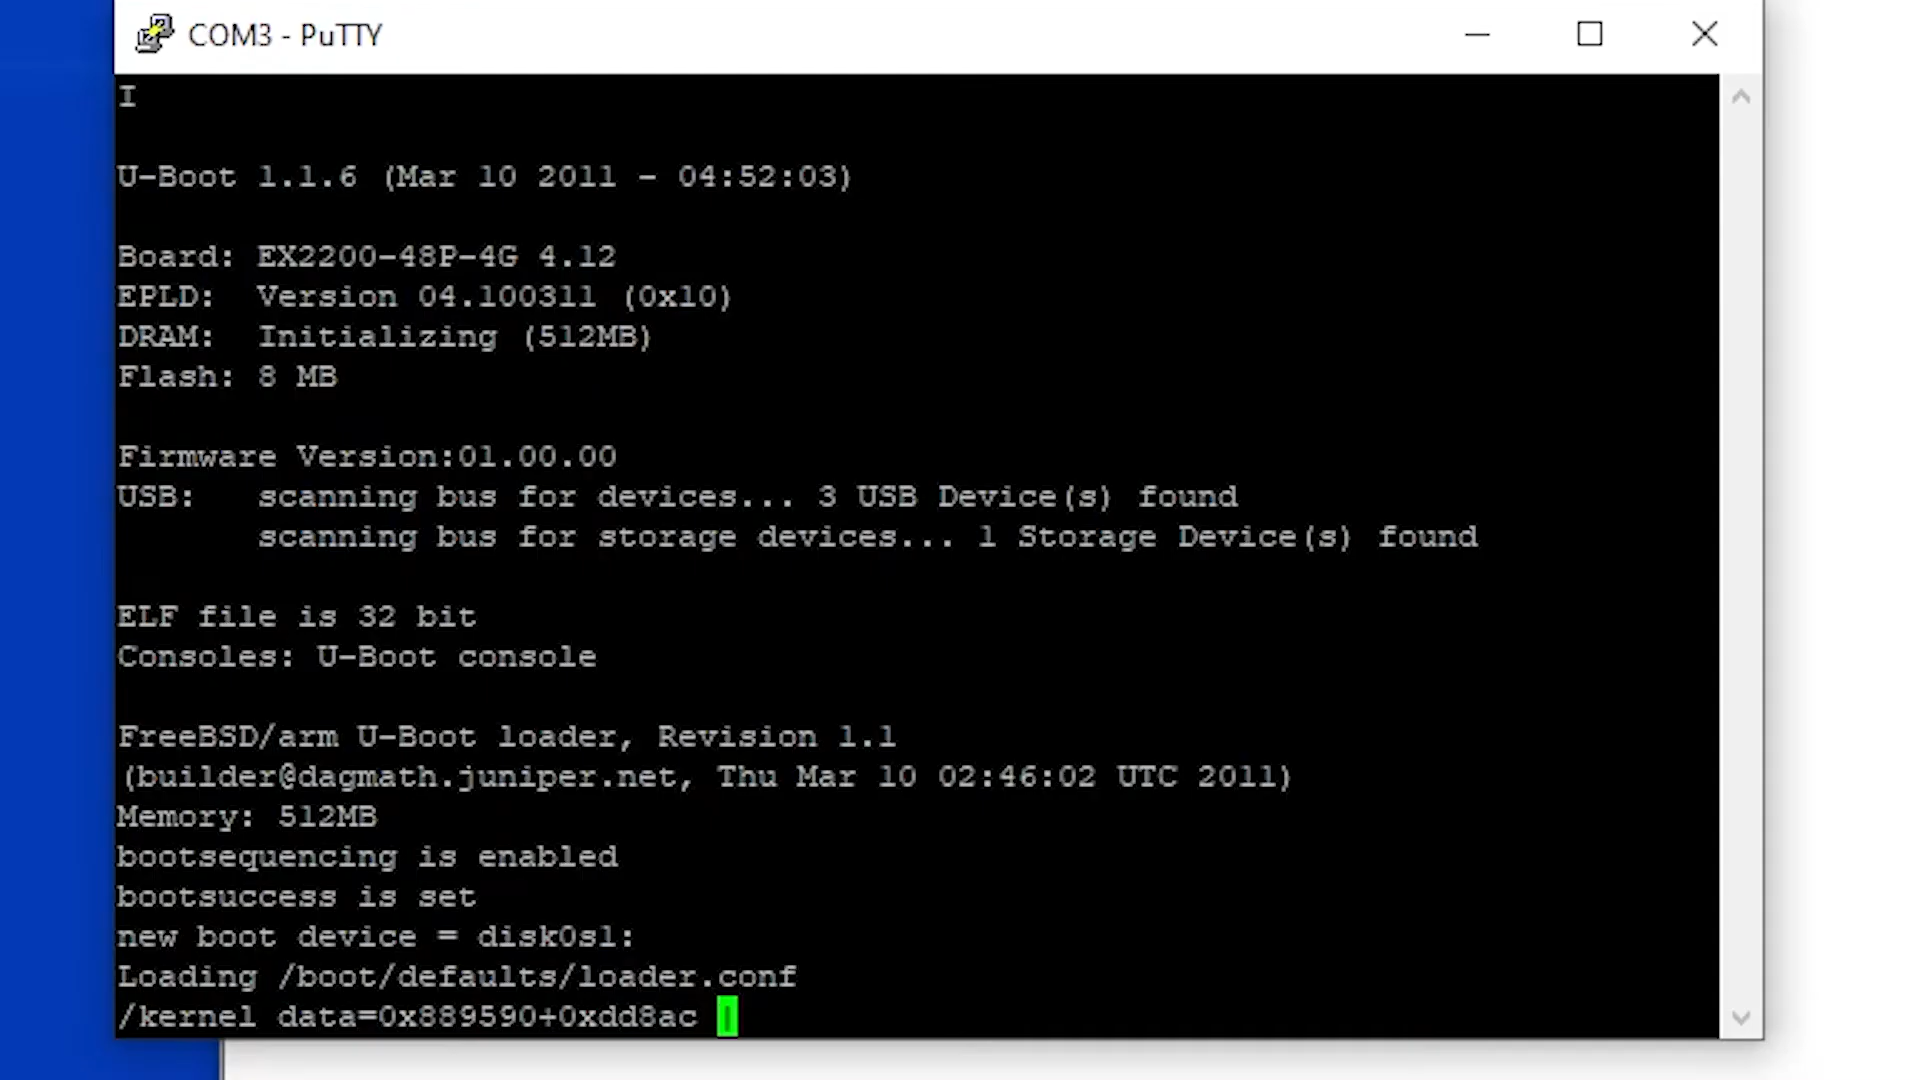 COM3 - PuTTY
I
U-Boot 1.1.6 (Mar 10 2011 - 04:52:03)
Board: EX2200-48P-4G 4.12
EPLD:  Version 04.100311 (0x10)
DRAM:  Initializing (512MB)
Flash: 8 MB
Firmware Version:01.00.00
USB:   scanning bus for devices... 3 USB Device(s) found
       scanning bus for storage devices... 1 Storage Device(s) found
ELF file is 32 bit
Consoles: U-Boot console
FreeBSD/arm U-Boot loader, Revision 1.1
(builder@dagmath.juniper.net, Thu Mar 10 02:46:02 UTC 2011)
Memory: 512MB
bootsequencing is enabled
bootsuccess is set
new boot device = disk0s1:
Loading /boot/defaults/loader.conf
/kernel data=0x889590+0xdd8ac |